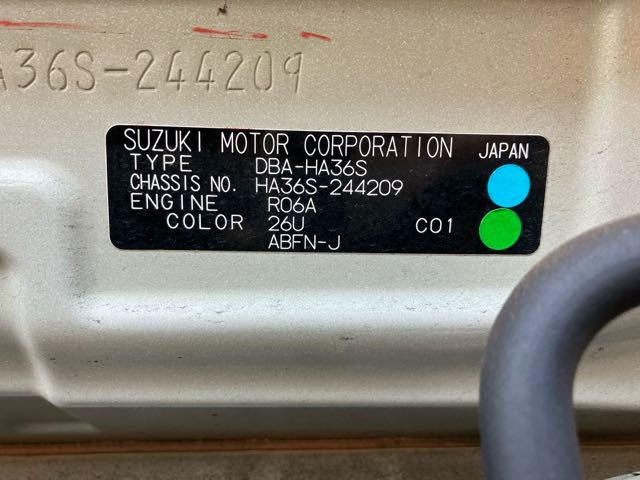 A36S-244209
SUZUKI MOTOR CORPORATION JAPAN
TYPE DBA-HA36S
CHASSIS NO. HA36S-244209
ENGINE R06A
COLOR 26U C01
ABFN-J